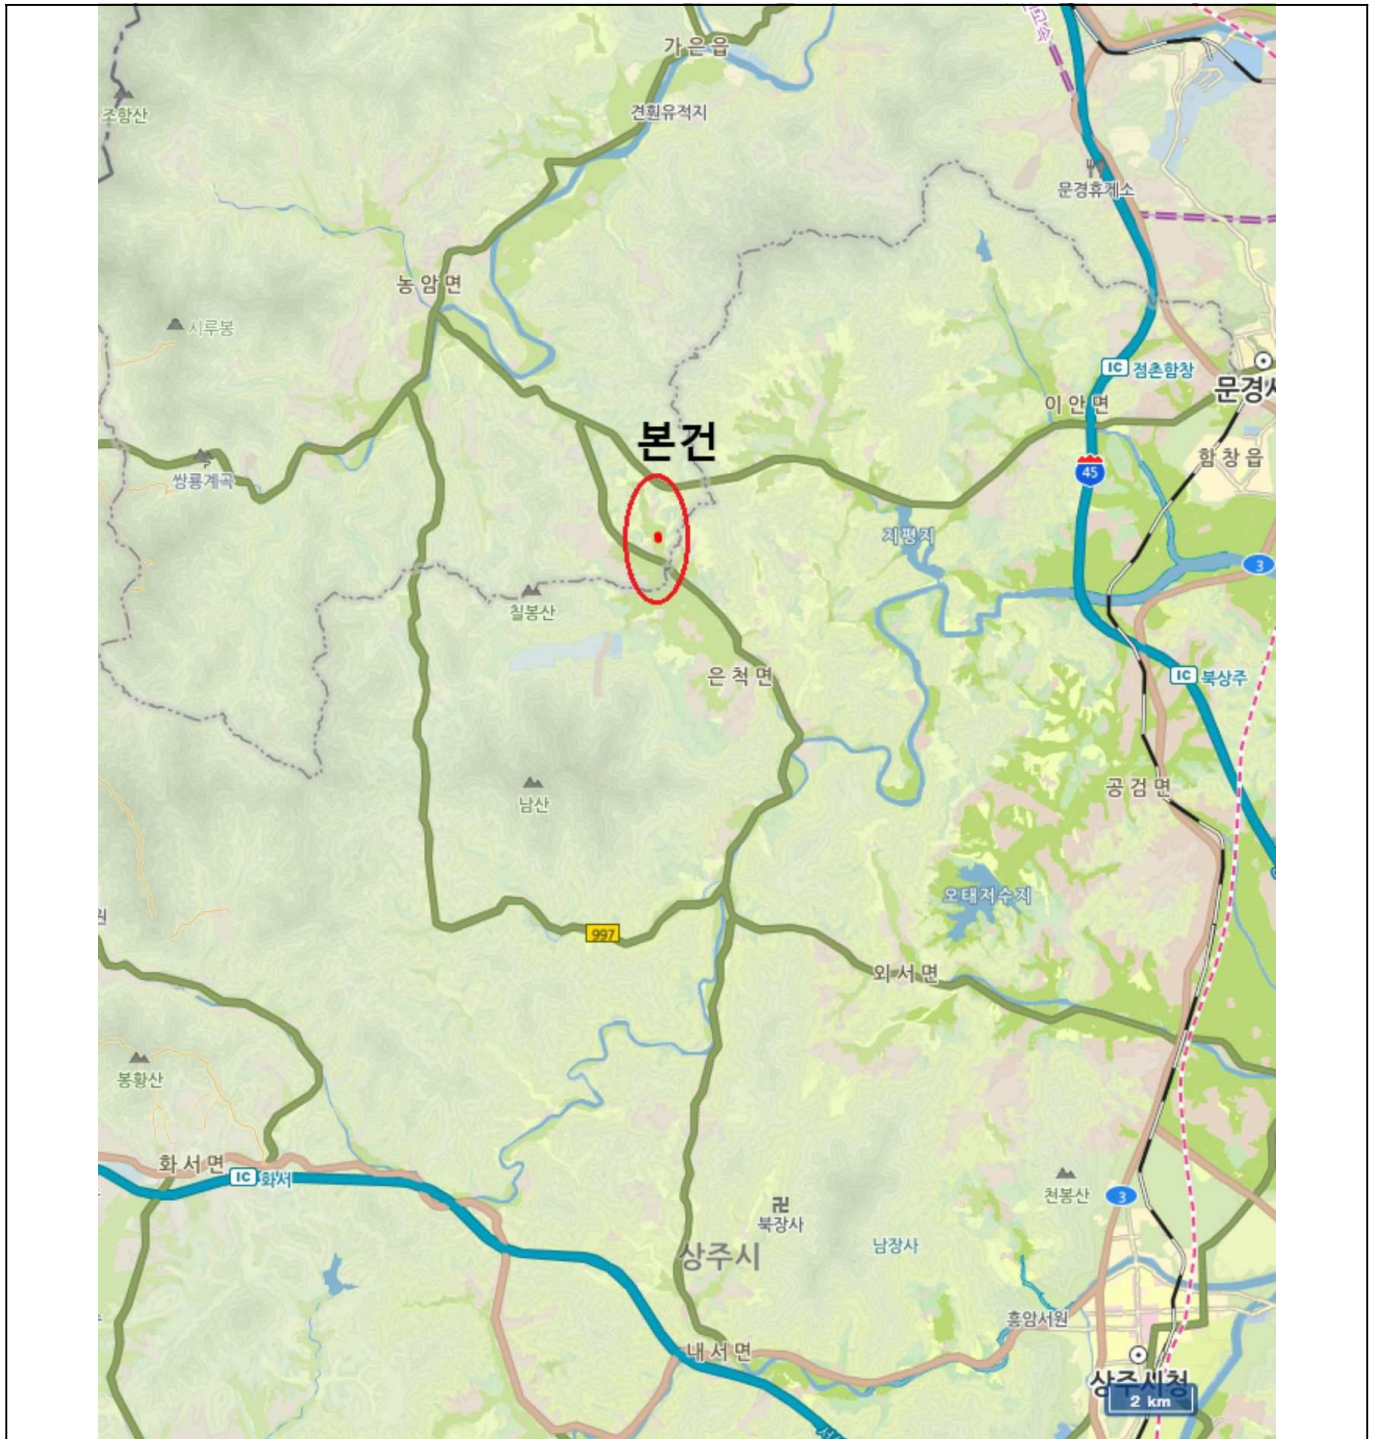 가은읍
견훤유적지
조항산
문경휴게소
농암면
시루봉
점촌함창
IC
문경시
이안면
본건
함창읍
45
쌍룡계곡
지평지
3
칠봉산
은척면
IC 북상주
남산
공검면
오태저수지
997
외서면
원
봉황산
화서면
IC 화서
천봉산
3
북장사
남장사
상주시
흥암서원
내서면
상주시청
2 km